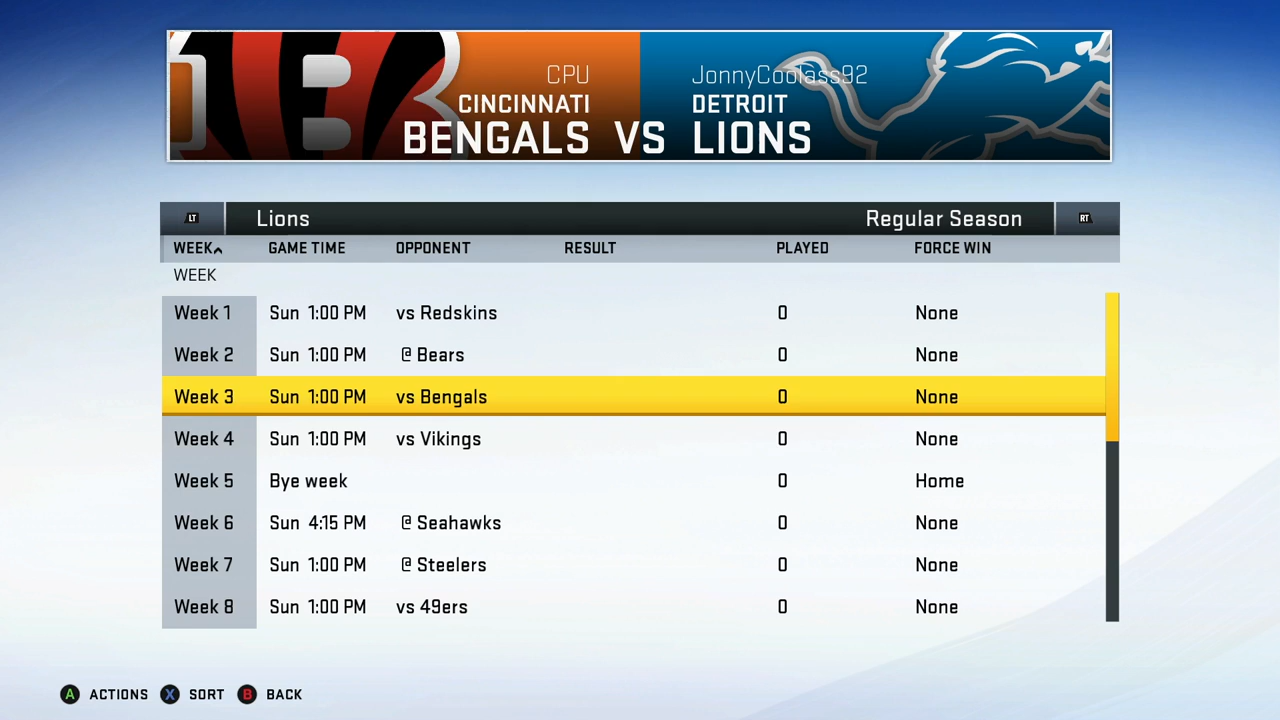 CPU
CINCINNATI
BENGALS VS
JonnyCoolass92
DETROIT
LIONS
LT Lions Regular Season RT
WEEK GAME TIME OPPONENT RESULT PLAYED FORCE WIN
WEEK
Week 1 Sun 1:00 PM vs Redskins 0 None
Week 2 Sun 1:00 PM @ Bears 0 None
Week 3 Sun 1:00 PM vs Bengals 0 None
Week 4 Sun 1:00 PM vs Vikings 0 None
Week 5 Bye week 0 Home
Week 6 Sun 4:15 PM @ Seahawks 0 None
Week 7 Sun 1:00 PM @ Steelers 0 None
Week 8 Sun 1:00 PM vs 49ers 0 None
A ACTIONS X SORT B BACK